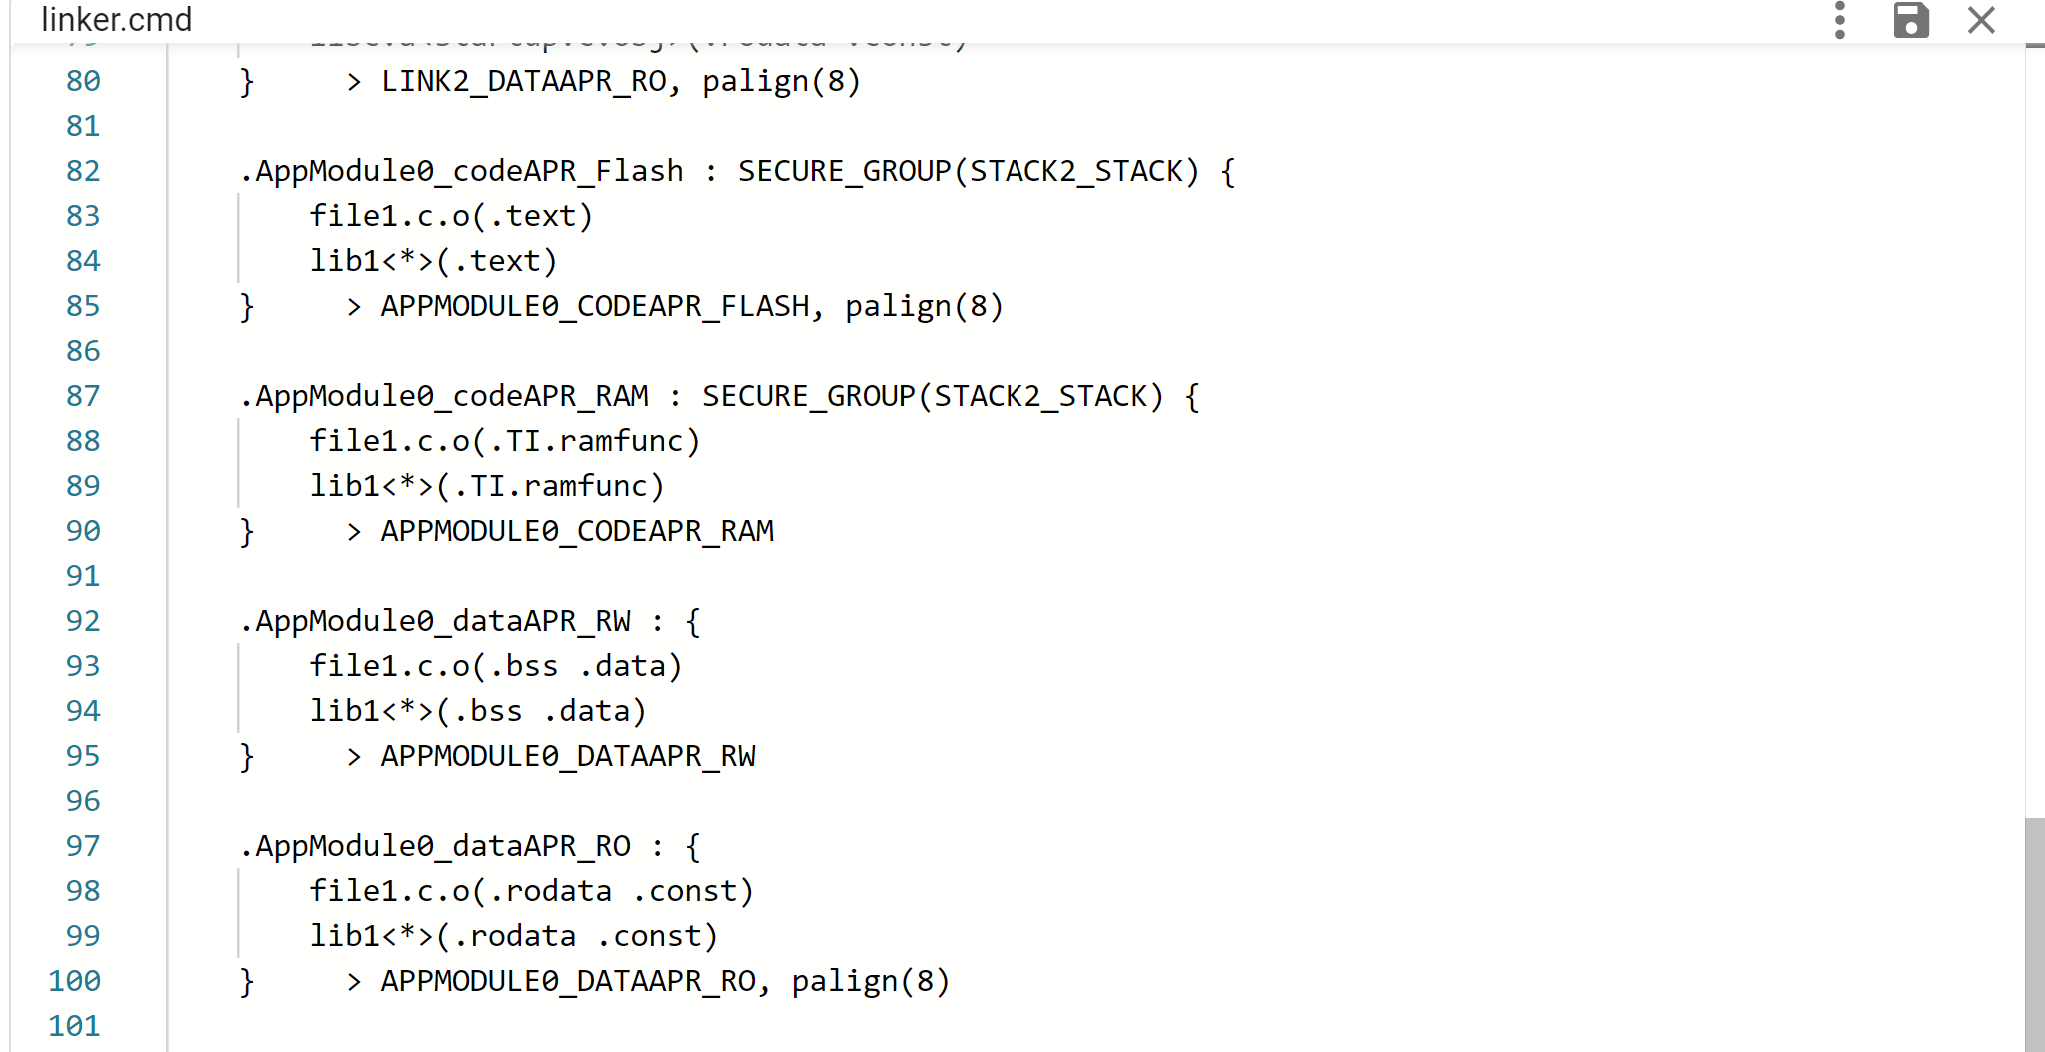 linker.cmd
80 } > LINK2_DATAAPR_RO, palign(8)
81
82 .AppModule0_codeAPR_Flash : SECURE_GROUP(STACK2_STACK) {
83 file1.c.o(.text)
84 lib1<*>(.text)
85 } > APPMODULE0_CODEAPR_FLASH, palign(8)
86
87 .AppModule0_codeAPR_RAM : SECURE_GROUP(STACK2_STACK) {
88 file1.c.o(.TI.ramfunc)
89 lib1<*>(.TI.ramfunc)
90 } > APPMODULE0_CODEAPR_RAM
91
92 .AppModule0_dataAPR_RW : {
93 file1.c.o(.bss .data)
94 lib1<*>(.bss .data)
95 } > APPMODULE0_DATAAPR_RW
96
97 .AppModule0_dataAPR_RO : {
98 file1.c.o(.rodata .const)
99 lib1<*>(.rodata .const)
100 } > APPMODULE0_DATAAPR_RO, palign(8)
101